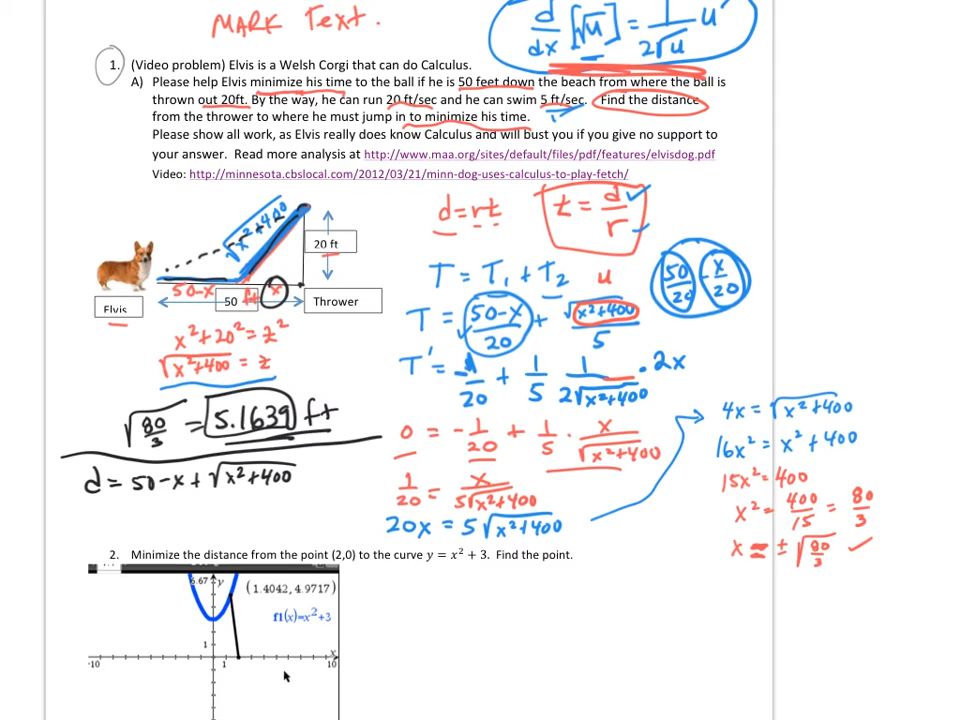 MARK Text.
d/dx [√u] = 1/(2√u) u'
1. (Video problem) Elvis is a Welsh Corgi that can do Calculus.
A) Please help Elvis minimize his time to the ball if he is 50 feet down the beach from where the ball is
thrown out 20ft. By the way, he can run 20 ft/sec and he can swim 5 ft/sec. Find the distance
from the thrower to where he must jump in to minimize his time.
Please show all work, as Elvis really does know Calculus and will bust you if you give no support to
your answer. Read more analysis at http://www.maa.org/sites/default/files/pdf/features/elvisdog.pdf
Video: http://minnesota.cbslocal.com/2012/03/21/minn-dog-uses-calculus-to-play-fetch/
√x²+400
20 ft
50-x
x
Elvis
50 ft
Thrower
x²+20²=z²
√x²+400 = z
√80/3 = 5.1639 ft
d = 50-x + √x²+400
d=rt
t = d/r
T = T₁ + T₂
u
50/20
x/20
T = (50-x)/20 + √(x²+400)/5
T' = -1/20 + 1/5 1/(2√x²+400) · 2x
0 = -1/20 + 1/5 · x/√x²+400
1/20 = x/(5√x²+400)
20x = 5√x²+400
4x = √x²+400
16x² = x²+400
15x² = 400
x² = 400/15 = 80/3
x = ± √80/3
2. Minimize the distance from the point (2,0) to the curve y = x² + 3. Find the point.
6.67
y
(1.4042, 4.9717)
f1(x)=x²+3
1
x
-10
1
10